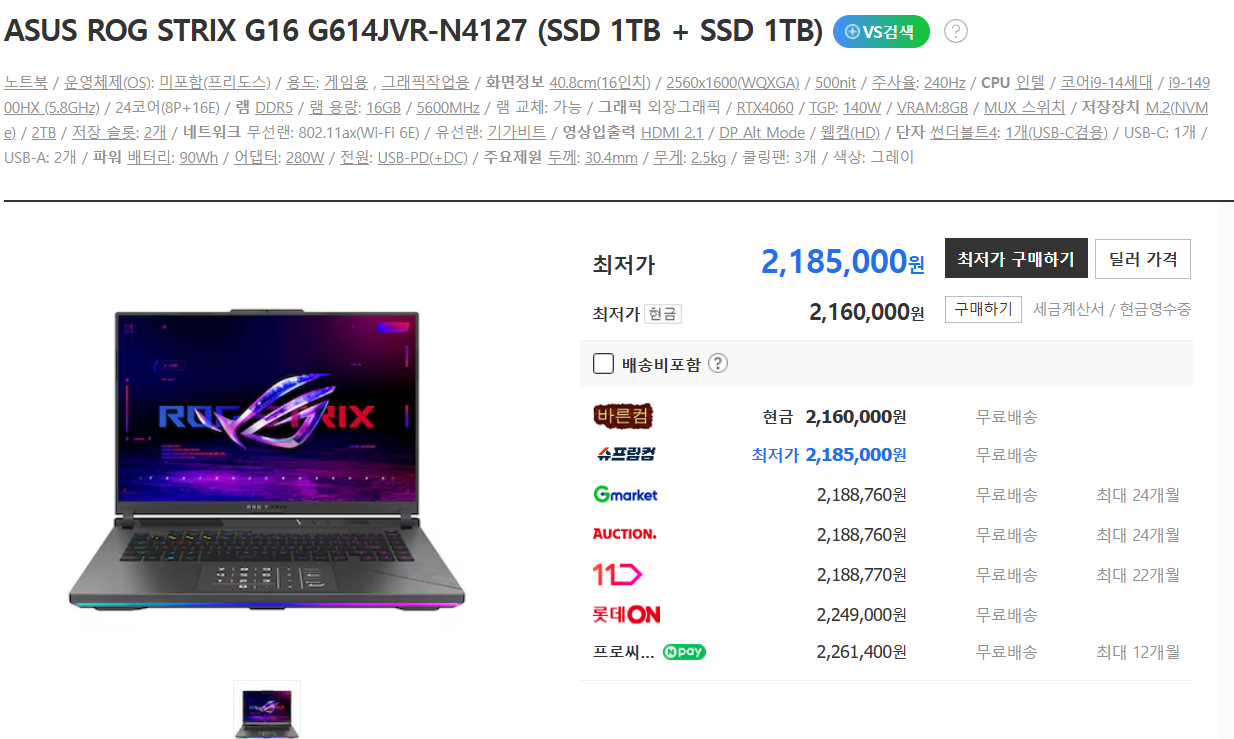 ASUS ROG STRIX G16 G614JVR-N4127 (SSD 1TB + SSD 1TB) VS검색 ?
노트북 / 운영체제(OS): 미포함(프리도스) / 용도: 게임용 , 그래픽작업용 / 화면정보 40.8cm(16인치) / 2560x1600(WQXGA) / 500nit / 주사율: 240Hz / CPU 인텔 / 코어i9-14세대 / i9-149
00HX (5.8GHz) / 24코어(8P+16E) / 램 DDR5 / 램 용량: 16GB / 5600MHz / 램 교체: 가능 / 그래픽 외장그래픽 / RTX4060 / TGP: 140W / VRAM:8GB / MUX 스위치 / 저장장치 M.2(NVM
e) / 2TB / 저장 슬롯: 2개 / 네트워크 무선랜: 802.11ax(Wi-Fi 6E) / 유선랜: 기가비트 / 영상입출력 HDMI 2.1 / DP Alt Mode / 웹캠(HD) / 단자 썬더볼트4: 1개(USB-C겸용) / USB-C: 1개 /
USB-A: 2개 / 파워 배터리: 90Wh / 어댑터: 280W / 전원: USB-PD(+DC) / 주요제원 두께: 30.4mm / 무게: 2.5kg / 쿨링팬: 3개 / 색상: 그레이
최저가 2,185,000원 최저가 구매하기 딜러 가격
최저가 현금 2,160,000원 구매하기 세금계산서 / 현금영수증
배송비포함 ?
바른컴 현금 2,160,000원 무료배송
슈프림컴 최저가 2,185,000원 무료배송
Gmarket 2,188,760원 무료배송 최대 24개월
AUCTION. 2,188,760원 무료배송 최대 24개월
11 2,188,770원 무료배송 최대 22개월
롯데ON 2,249,000원 무료배송
프로씨... N pay 2,261,400원 무료배송 최대 12개월
ROG STRIX